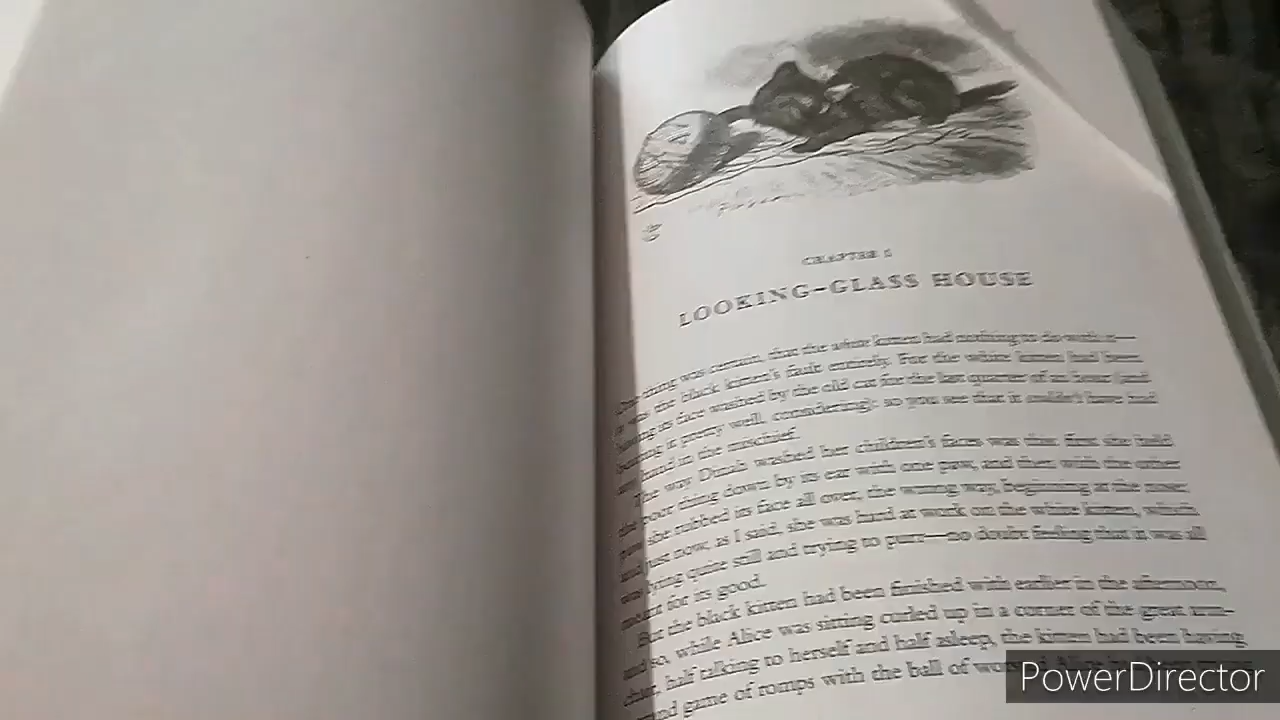 CHAPTER I
LOOKING-GLASS HOUSE
thing was certain, that the white kitten had nothing to do with it—
it was the black kitten's fault entirely. For the white kitten had been
having its face washed by the old cat for the last quarter of an hour (and
bearing it pretty well, considering): so you see that it couldn't have had
any hand in the mischief.
The way Dinah washed her children's faces was this: first she held
the poor thing down by its ear with one paw, and then with the other
paw she rubbed its face all over, the wrong way, beginning at the nose:
and just now, as I said, she was hard at work on the white kitten, which
was lying quite still and trying to purr—no doubt feeling that it was all
meant for its good.
But the black kitten had been finished with earlier in the afternoon,
and so, while Alice was sitting curled up in a corner of the great arm-
chair, half talking to herself and half asleep, the kitten had been having
a grand game of romps with the ball of worsted Alice
PowerDirector